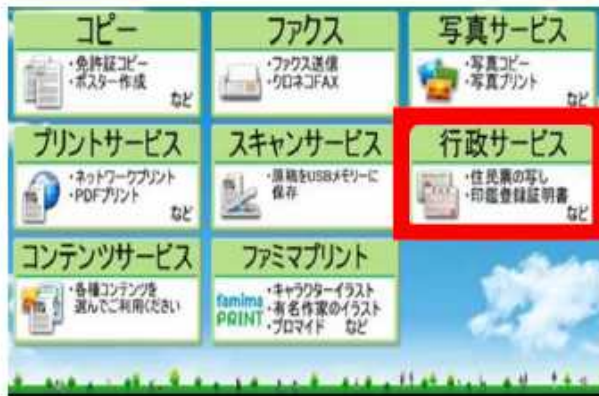 コピー
・免許証コピー
・ポスター作成
など
ファクス
・ファクス送信
・クロネコFAX
写真サービス
・写真コピー
・写真プリント
など
プリントサービス
・ネットワークプリント
・PDFプリント
など
スキャンサービス
・原稿をUSBメモリーに
保存
行政サービス
・住民票の写し
・印鑑登録証明書
など
コンテンツサービス
・各種コンテンツを
選んでご利用ください
ファミマプリント
famima
PRINT
・キャラクターイラスト
・有名作家のイラスト
・ブロマイド など